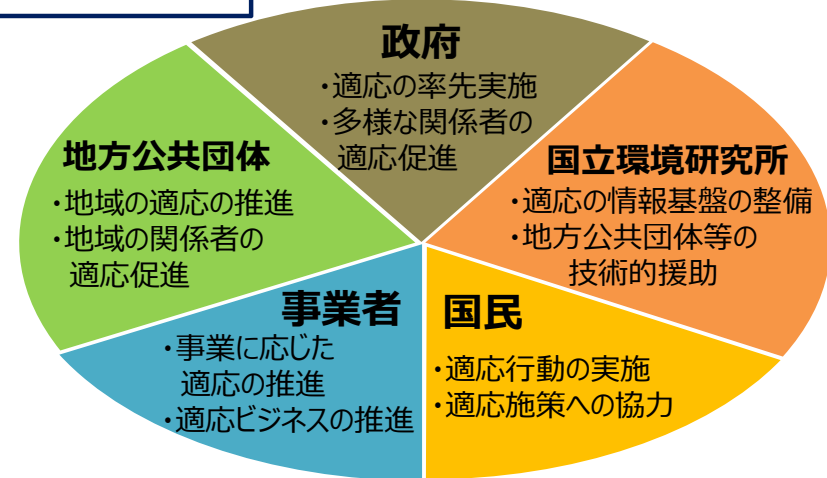 政府
・適応の率先実施
・多様な関係者の
適応促進
地方公共団体
・地域の適応の推進
・地域の関係者の
適応促進
国立環境研究所
・適応の情報基盤の整備
・地方公共団体等の
技術的援助
事業者
・事業に応じた
適応の推進
・適応ビジネスの推進
国民
・適応行動の実施
・適応施策への協力